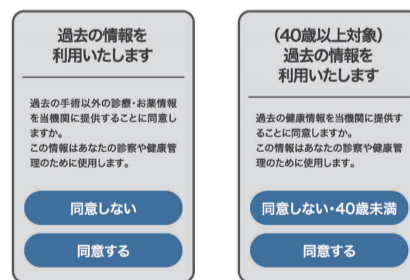 過去の情報を
利用いたします
過去の手術以外の診療・お薬情報
を当機関に提供することに同意し
ますか。
この情報はあなたの診察や健康管
理のために使用します。
同意しない
同意する
(40歳以上対象)
過去の情報を
利用いたします
過去の健康情報を当機関に提供す
ることに同意しますか。
この情報はあなたの診察や健康管
理のために使用します。
同意しない・40歳未満
同意する